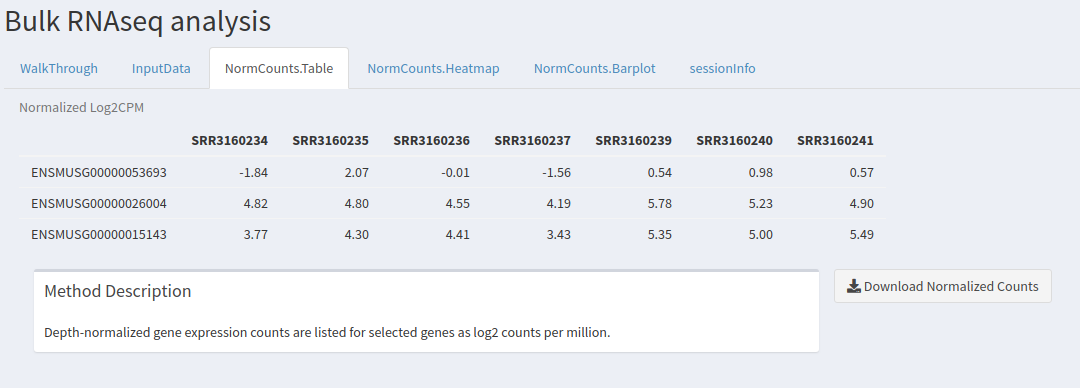 Bulk RNAseq analysis
WalkThrough InputData NormCounts.Table NormCounts.Heatmap NormCounts.Barplot sessionInfo
Normalized Log2CPM
SRR3160234 SRR3160235 SRR3160236 SRR3160237 SRR3160239 SRR3160240 SRR3160241
ENSMUSG00000053693 -1.84 2.07 -0.01 -1.56 0.54 0.98 0.57
ENSMUSG00000026004 4.82 4.80 4.55 4.19 5.78 5.23 4.90
ENSMUSG00000015143 3.77 4.30 4.41 3.43 5.35 5.00 5.49
Method Description
Download Normalized Counts
Depth-normalized gene expression counts are listed for selected genes as log2 counts per million.